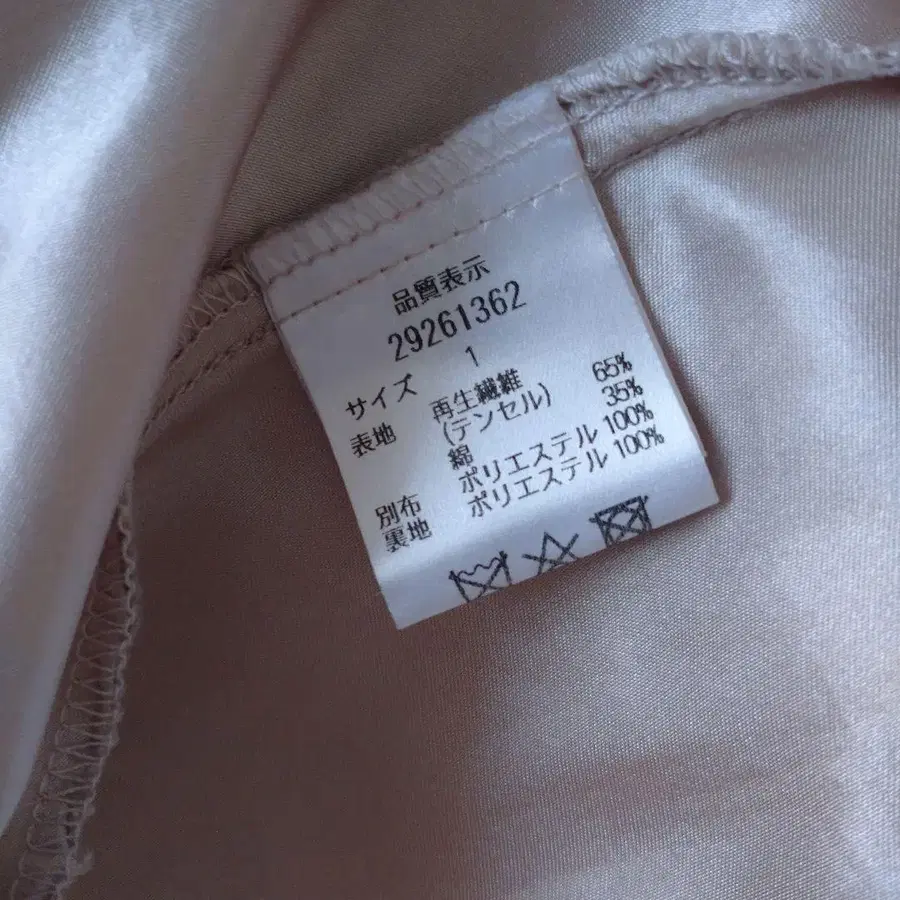 品質表示
29261362
サイズ 1
表地 再生繊維 65%
(テンセル)
綿 35%
別布 ポリエステル 100%
裏地 ポリエステル 100%